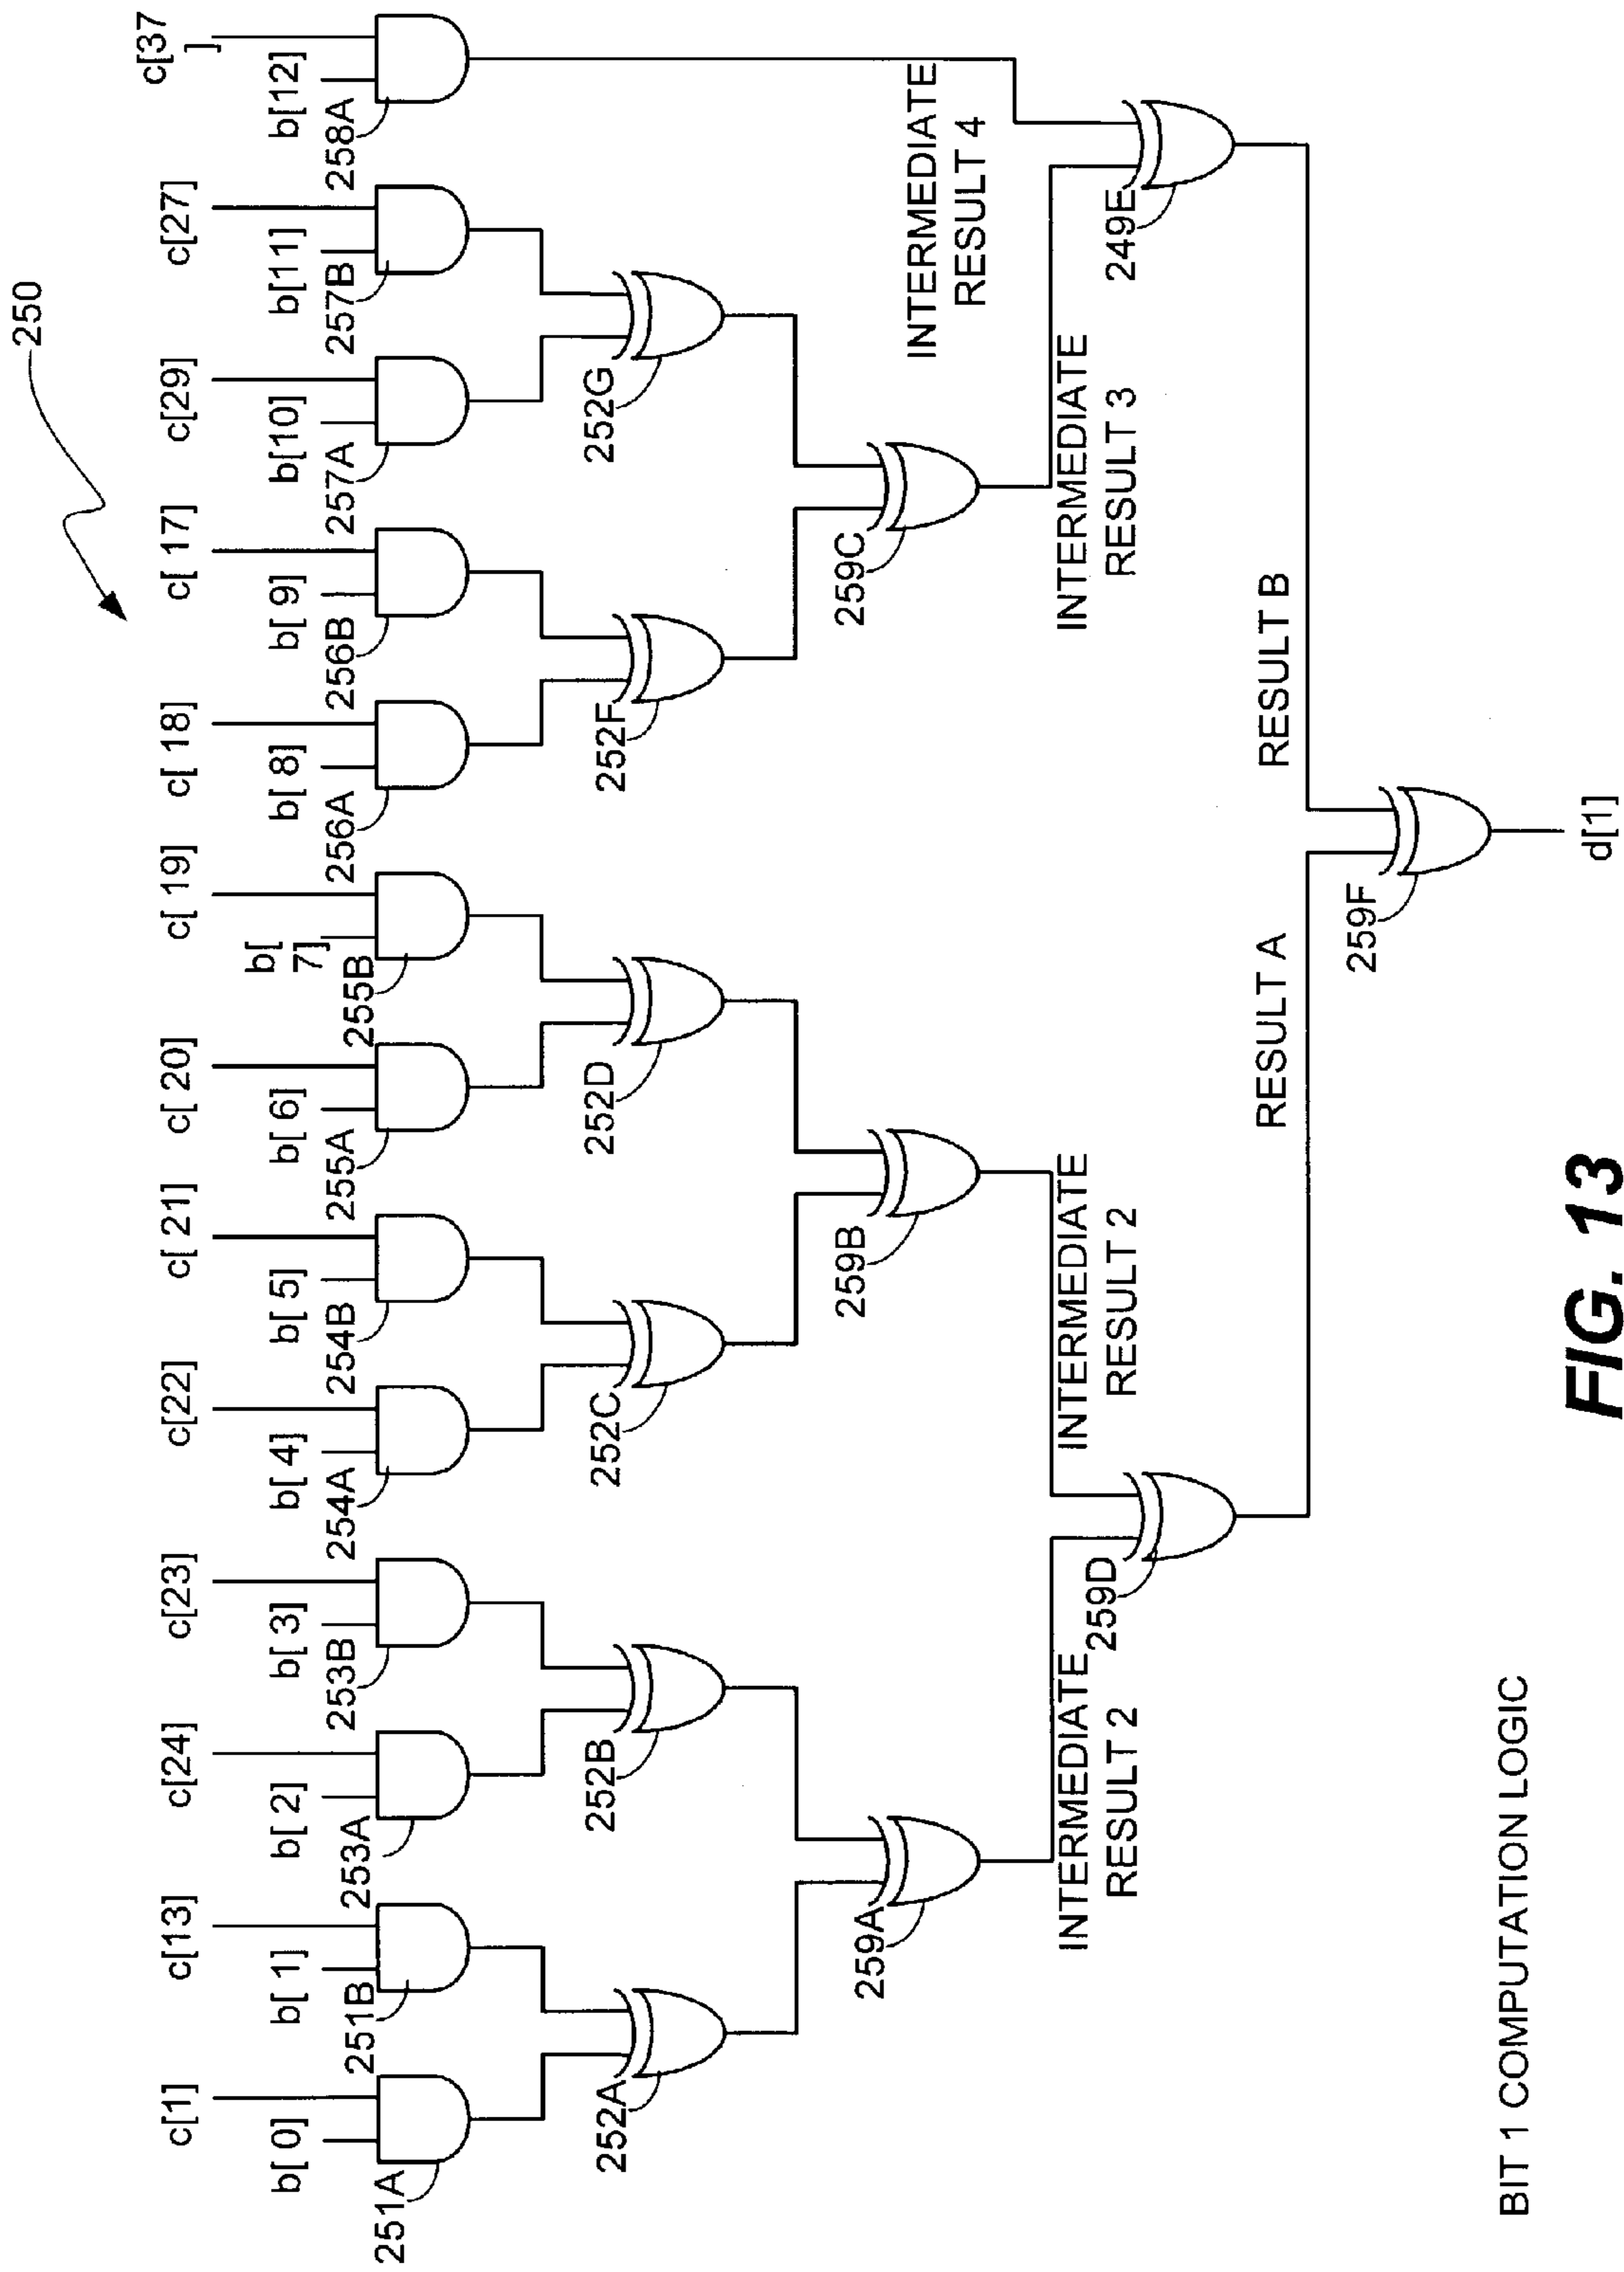 250
c[1]
c[13]
c[24]
c[23]
c[22]
c[ 21]
c[ 20]
c[ 19]
c[ 18]
c[ 17]
c[29]
c[27]
c[37
]
b[ 0]
b[ 1]
b[ 2]
b[ 3]
b[ 4]
b[ 5]
b[ 6]
b[
7]
b[ 8]
b[ 9]
b[10]
b[11]
b[12]
251A
251B
253A
253B
254A
254B
255A
255B
256A
256B
257A
257B
258A
252A
252B
252C
252D
252F
252G
259A
259B
259C
INTERMEDIATE
RESULT 2
INTERMEDIATE
RESULT 2
INTERMEDIATE
RESULT 3
INTERMEDIATE
RESULT 4
259D
249E
RESULT A
RESULT B
259F
d[1]
BIT 1 COMPUTATION LOGIC
FIG. 13